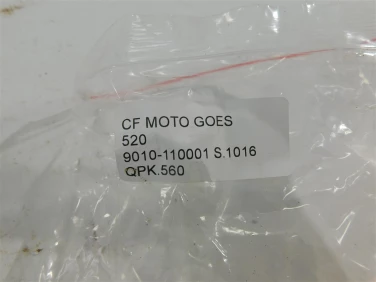 CF MOTO GOES
520
9010-110001 S.1016
QPK.560